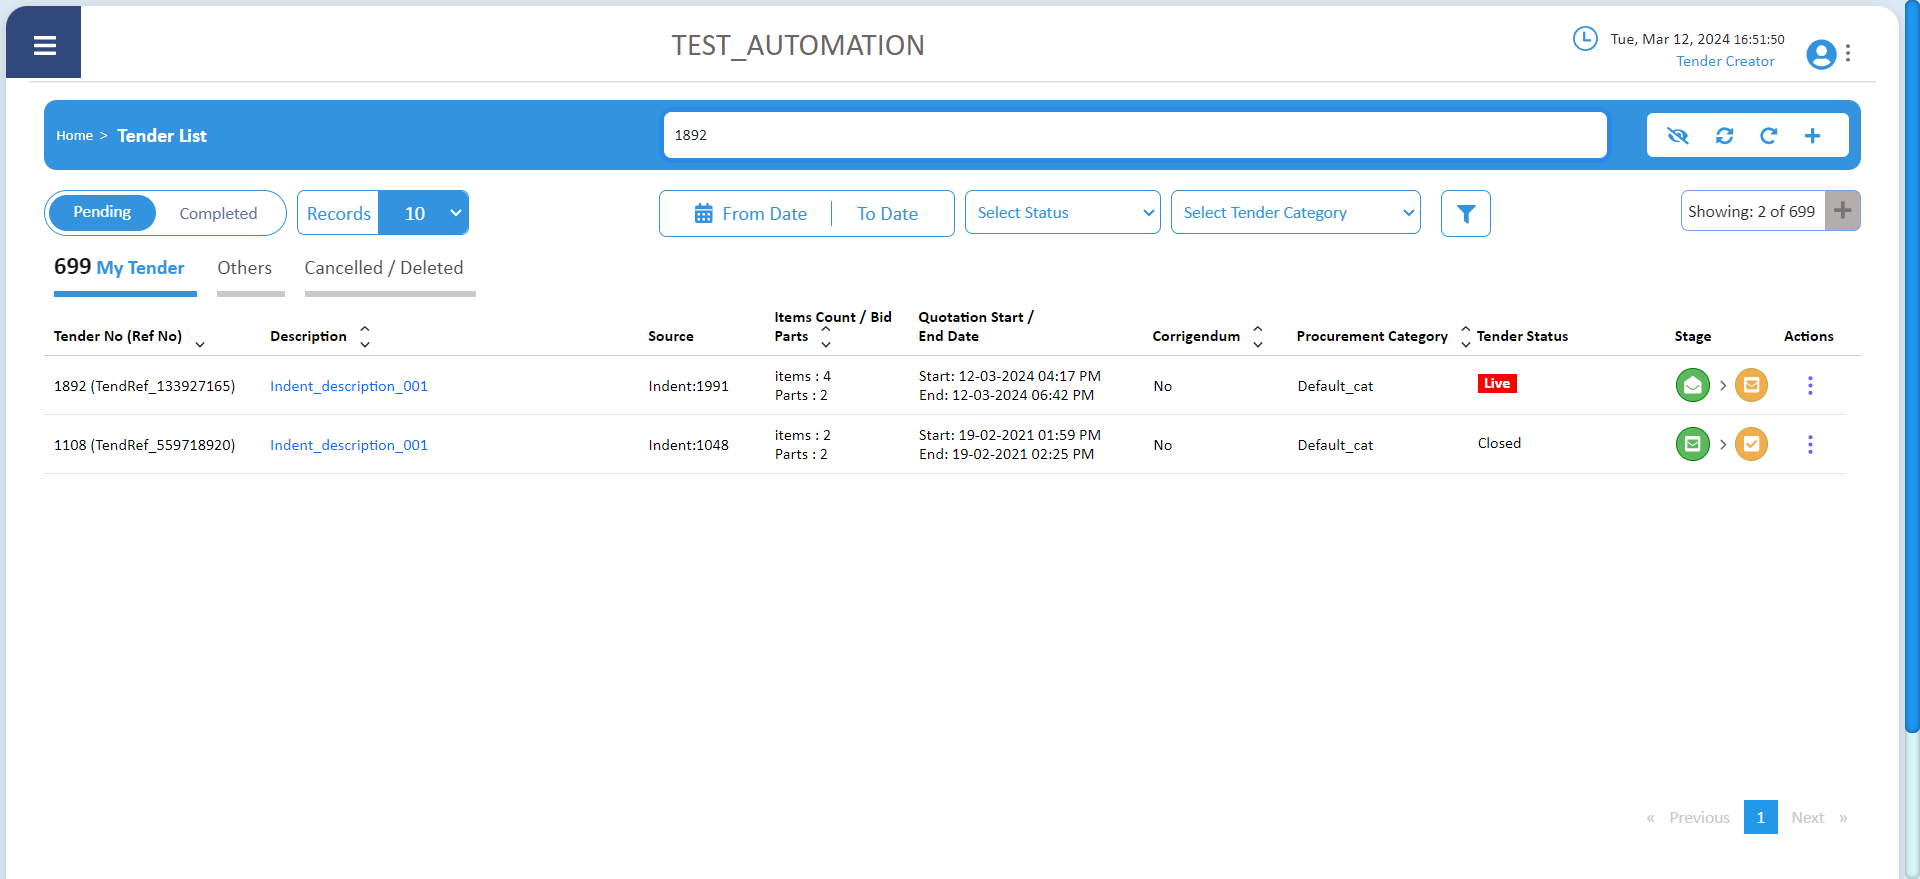 TEST_AUTOMATION
Tue, Mar 12, 2024 16:51:50
Tender Creator
Home > Tender List
1892
Pending
Completed
Records 10
From Date
To Date
Select Status
Select Tender Category
Showing: 2 of 699 +
699 My Tender
Others
Cancelled / Deleted
Tender No (Ref No)
Description
Source
Items Count / Bid
Parts
Quotation Start /
End Date
Corrigendum
Procurement Category
Tender Status
Stage
Actions
1892 (TendRef_133927165)
Indent_description_001
Indent:1991
items : 4
Parts : 2
Start: 12-03-2024 04:17 PM
End: 12-03-2024 06:42 PM
No
Default_cat
Live
1108 (TendRef_559718920)
Indent_description_001
Indent:1048
items : 2
Parts : 2
Start: 19-02-2021 01:59 PM
End: 19-02-2021 02:25 PM
No
Default_cat
Closed
« Previous 1 Next »